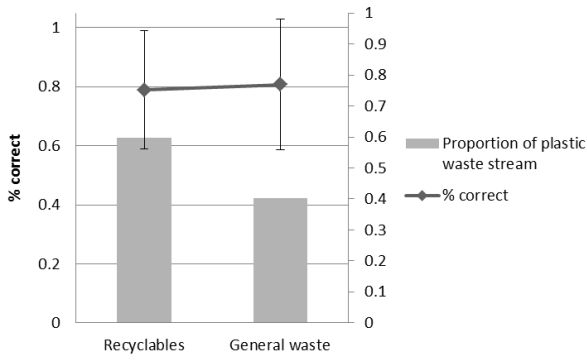 % correct
1
0.8
0.6
0.4
0.2
0
1
0.9
0.8
0.7
0.6
0.5
0.4
0.3
0.2
0.1
0
Recyclables
General waste
Proportion of plastic
waste stream
% correct